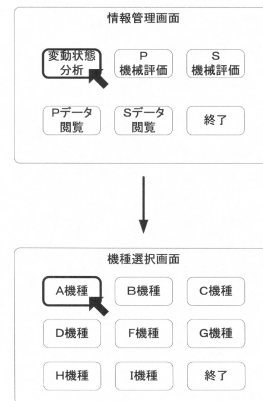 情報管理画面
変動状態
分析
P
機械評価
S
機械評価
Pデータ
閲覧
Sデータ
閲覧
終了
機種選択画面
A機種
B機種
C機種
D機種
F機種
G機種
H機種
I機種
終了